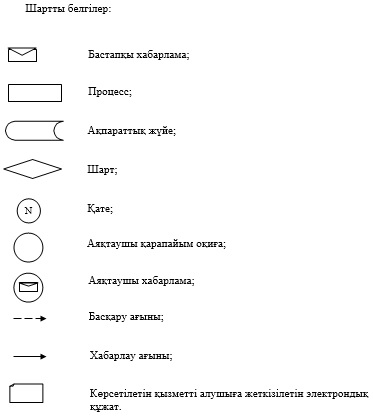 Шартты белгілер:
Бастапқы хабарлама;
Процесс;
Ақпараттық жүйе;
Шарт;
N
Қате;
Аяқтаушы қарапайым оқиға;
Аяқтаушы хабарлама;
Басқару ағыны;
Хабарлау ағыны;
Көрсетілетін қызметті алушыға жеткізілетін электрондық
құжат.